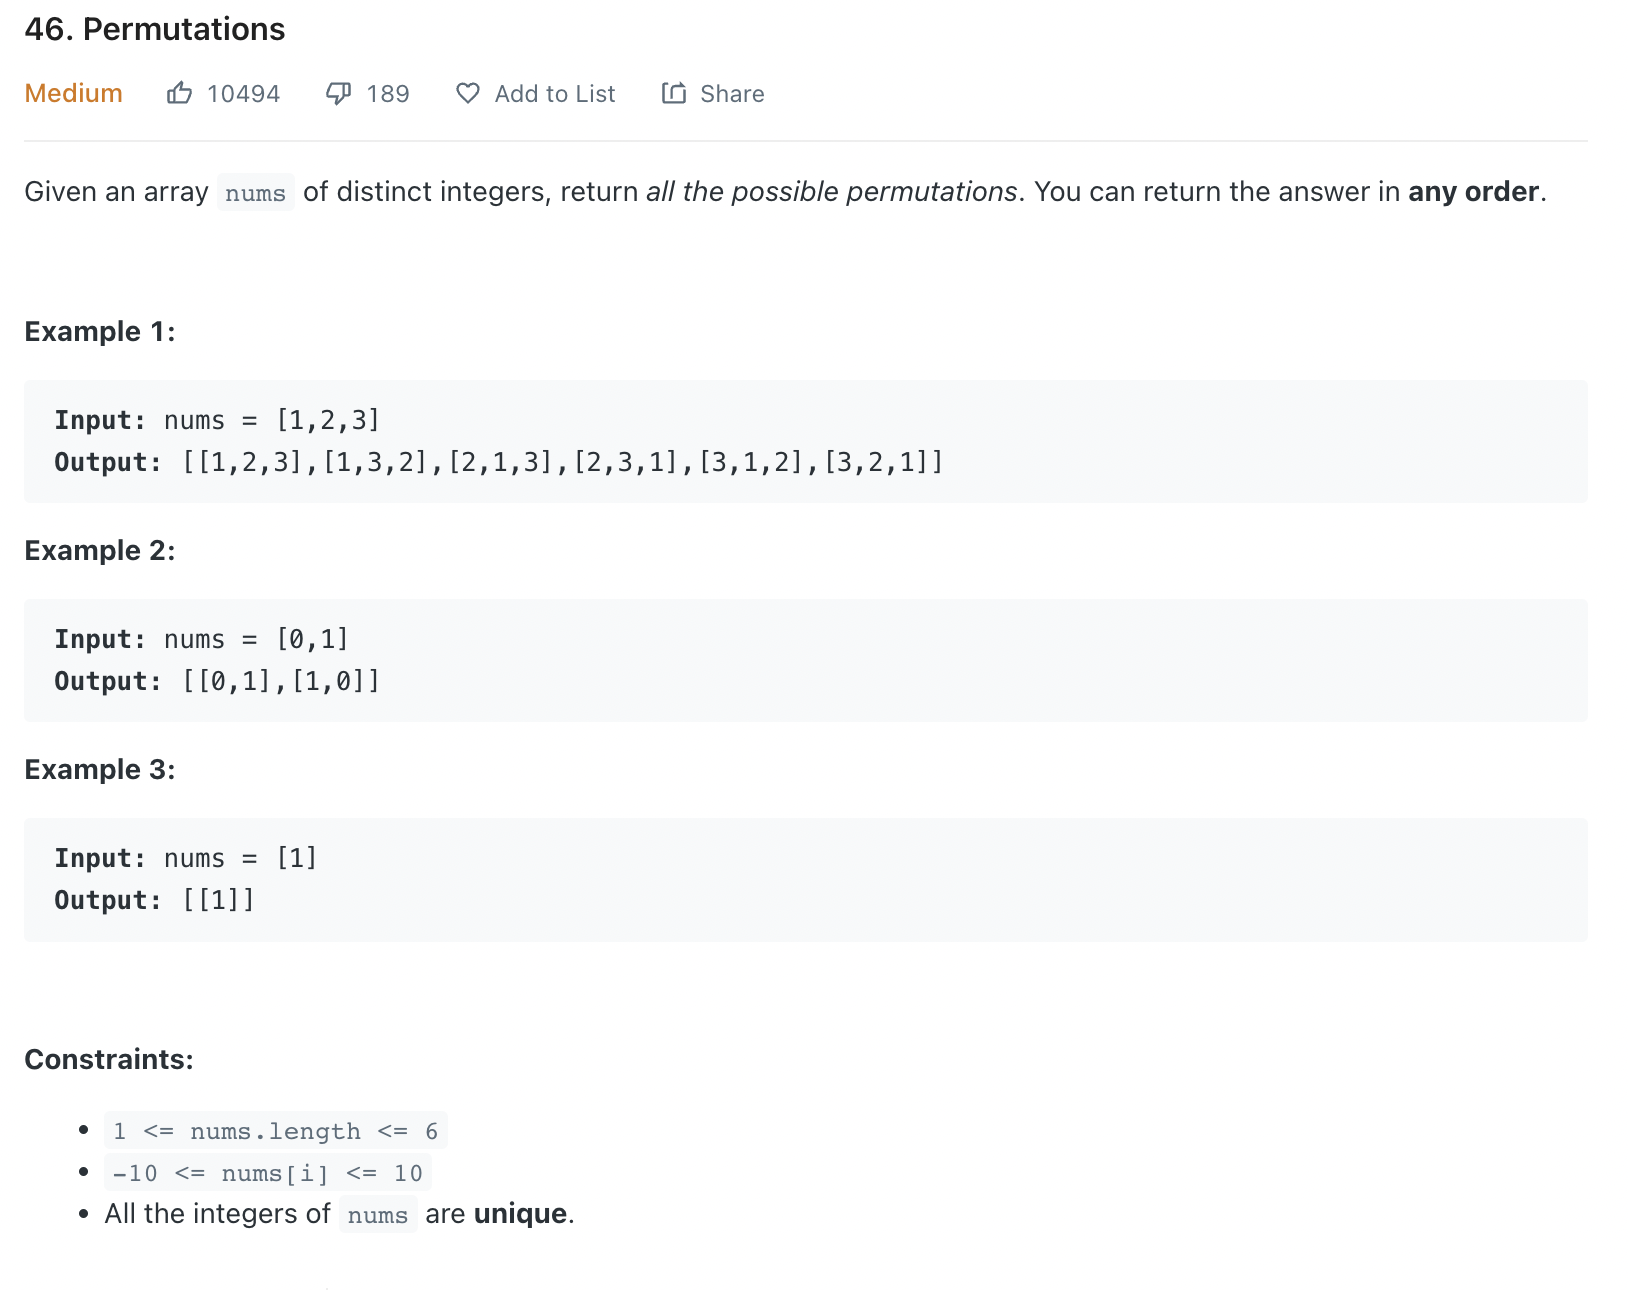 46. Permutations
Medium 10494 189 Add to List Share
Given an array nums of distinct integers, return all the possible permutations. You can return the answer in any order.
Example 1:
Input: nums = [1,2,3]
Output: [[1,2,3],[1,3,2],[2,1,3],[2,3,1],[3,1,2],[3,2,1]]
Example 2:
Input: nums = [0,1]
Output: [[0,1],[1,0]]
Example 3:
Input: nums = [1]
Output: [[1]]
Constraints:
• 1 <= nums.length <= 6
• -10 <= nums[i] <= 10
• All the integers of nums are unique.